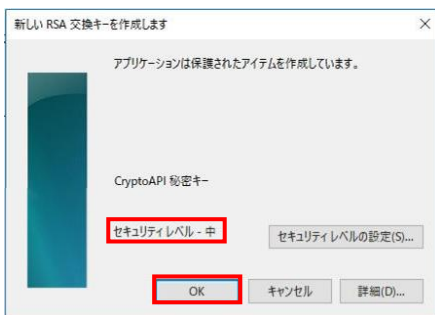 新しい RSA 交換キーを作成します
アプリケーションは保護されたアイテムを作成しています。
CryptoAPI 秘密キー
セキュリティ レベル - 中
セキュリティ レベルの設定(S)...
OK
キャンセル
詳細(D)...